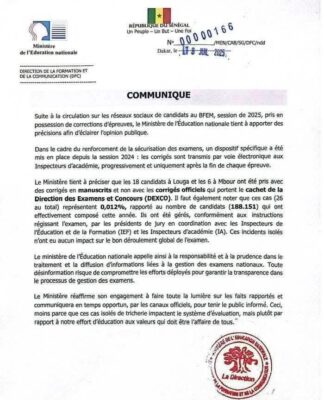 RÉPUBLIQUE DU SÉNÉGAL
Un Peuple – Un But – Une Foi
Ministère
de l'Education nationale
N° 00000166 /MEN/CAB/SG/DFC/ndd
Dakar, le 18 JUIL 2025
DIRECTION DE LA FORMATION ET
DE LA COMMUNICATION (DFC)
COMMUNIQUE
Suite à la circulation sur les réseaux sociaux de candidats au BFEM, session de 2025, pris en
possession de corrections d'épreuves, le Ministère de l'Éducation nationale tient à apporter des
précisions afin d'éclairer l'opinion publique.
Dans le cadre du renforcement de la sécurisation des examens, un dispositif spécifique a été
mis en place depuis la session 2024 : les corrigés sont transmis par voie électronique aux
Inspecteurs d'académie, progressivement et uniquement après la fin de chaque épreuve.
Le Ministère tient à préciser que les 18 candidats à Louga et les 6 à Mbour ont été pris avec
des corrigés en manuscrits et non avec les corrigés officiels qui portent le cachet de la
Direction des Examens et Concours (DEXCO). Il faut également noter que ces cas (26
au total) représentent 0,012%, rapporté au nombre de candidats (188.151) qui ont
effectivement composé cette année. Ils ont été gérés, conformément aux instructions
régissant l'examen, par les présidents de jury en coordination avec les Inspecteurs de
l'Éducation et de la Formation (IEF) et les Inspecteurs d'académie (IA). Ces incidents isolés
n'ont eu aucun impact sur le bon déroulement global de l'examen.
Le ministère de l'Éducation nationale appelle ainsi à la responsabilité et à la prudence dans le
traitement et la diffusion d'informations liées à la gestion des examens nationaux. Toute
désinformation risque de compromettre les efforts déployés pour garantir la transparence dans
le processus de gestion des examens.
Le Ministère réaffirme son engagement à faire toute la lumière sur les faits rapportés et
communiquera en temps opportun, par les canaux officiels, pour tenir le public informé. Ceci,
moins parce que ces cas isolés de tricherie impactent le système d'évaluation, mais plutôt par
rapport à notre effort d'éducation aux valeurs qui doit être l'affaire de tous.
La Direction